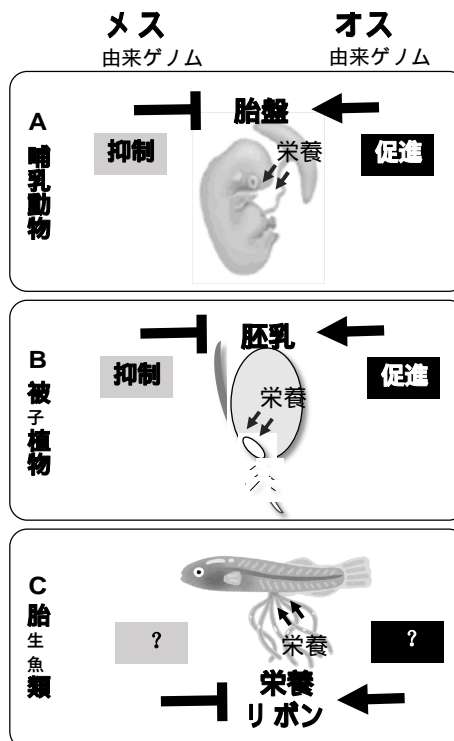 メス オス
由来ゲノム 由来ゲノム
A 哺乳動物
胎盤
抑制 栄養 促進
B 被子植物
胚乳
抑制 栄養 促進
C 胎生魚類
? 栄養 ?
栄養
リボン